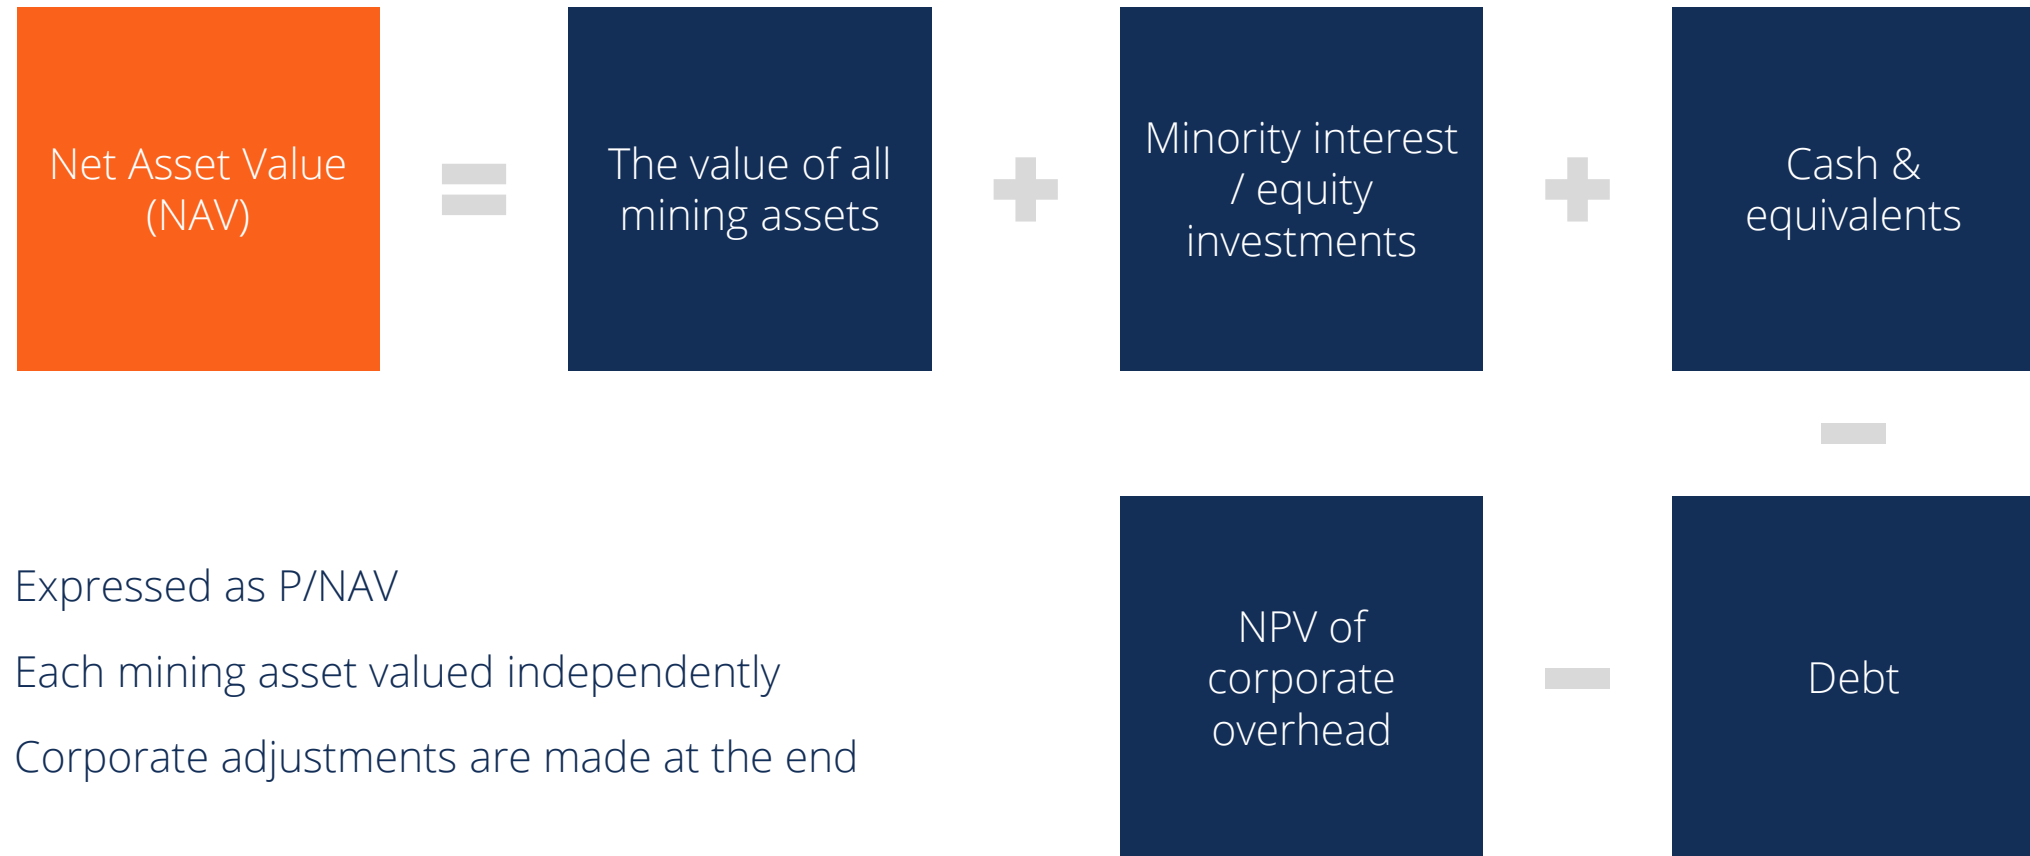 Net Asset Value
(NAV)
The value of all
mining assets
Minority interest
/ equity
investments
Cash &
equivalents
Debt
NPV of
corporate
overhead
Expressed as P/NAV
Each mining asset valued independently
Corporate adjustments are made at the end